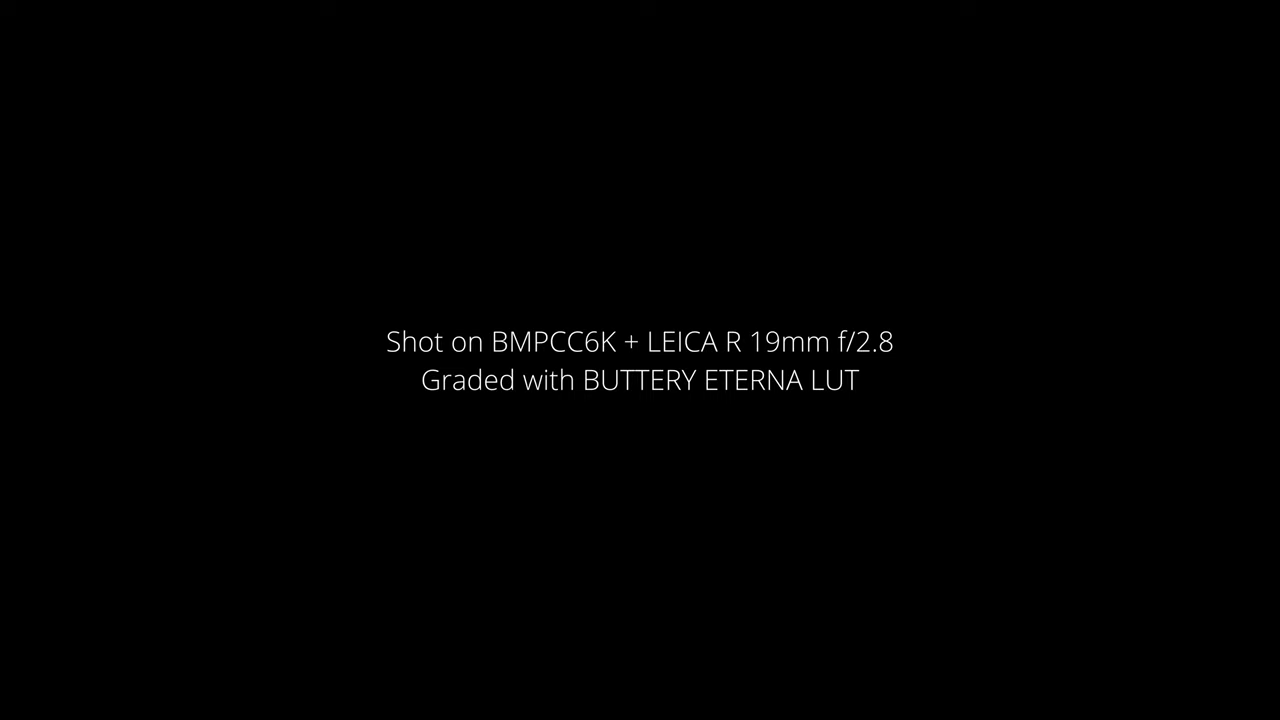 Shot on BMPCC6K + LEICA R 19mm f/2.8
Graded with BUTTERY ETERNA LUT